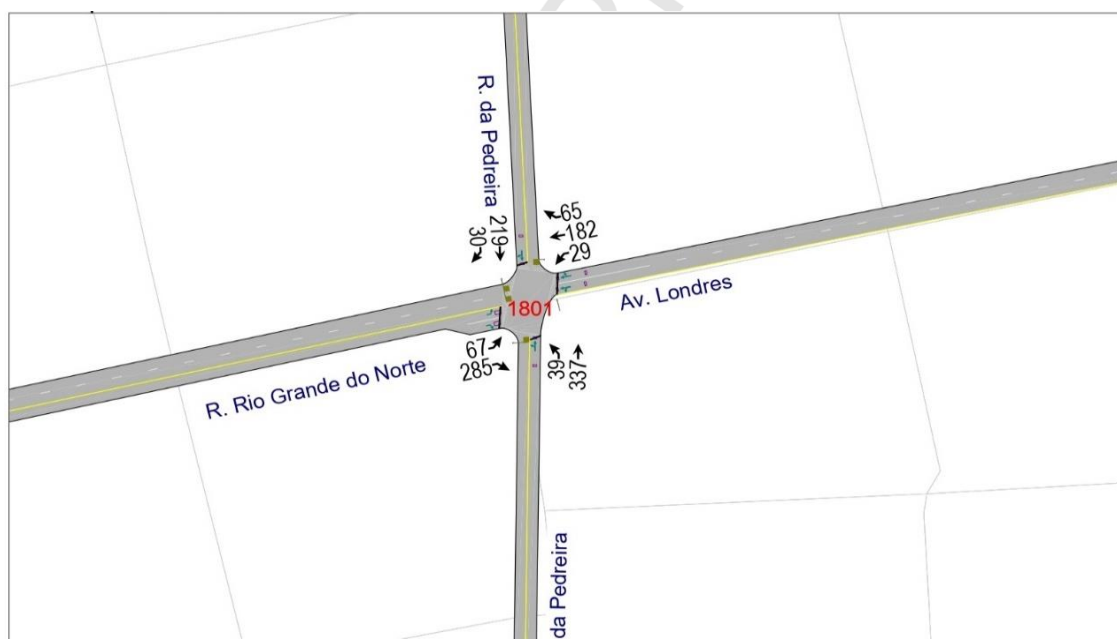 R. da Pedreira
65
182
29
219
30
1801
Av. Londres
67
285
39
337
R. Rio Grande do Norte
da Pedreira